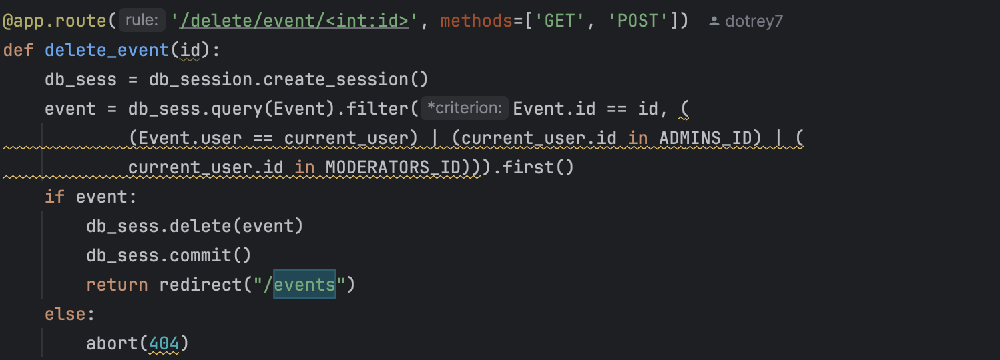 @app.route( rule: '/delete/event/<int:id>', methods=['GET', 'POST']) dotrey7
def delete_event(id):
    db_sess = db_session.create_session()
    event = db_sess.query(Event).filter( *criterion: Event.id == id, (
            (Event.user == current_user) | (current_user.id in ADMINS_ID) | (
            current_user.id in MODERATORS_ID))).first()
    if event:
        db_sess.delete(event)
        db_sess.commit()
        return redirect("/events")
    else:
        abort(404)